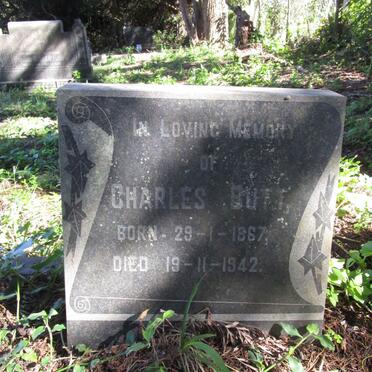 IN LOVING MEMORY
OF
CHARLES BUTT
BORN - 29 - 1 - 1867.
DIED 19 - 11 - 1942.